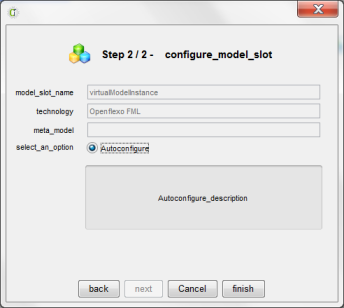 Step 2 / 2 - configure_model_slot
model_slot_name virtualModelInstance
technology Openflexo FML
meta_model
select_an_option Autoconfigure
Autoconfigure_description
back next Cancel finish